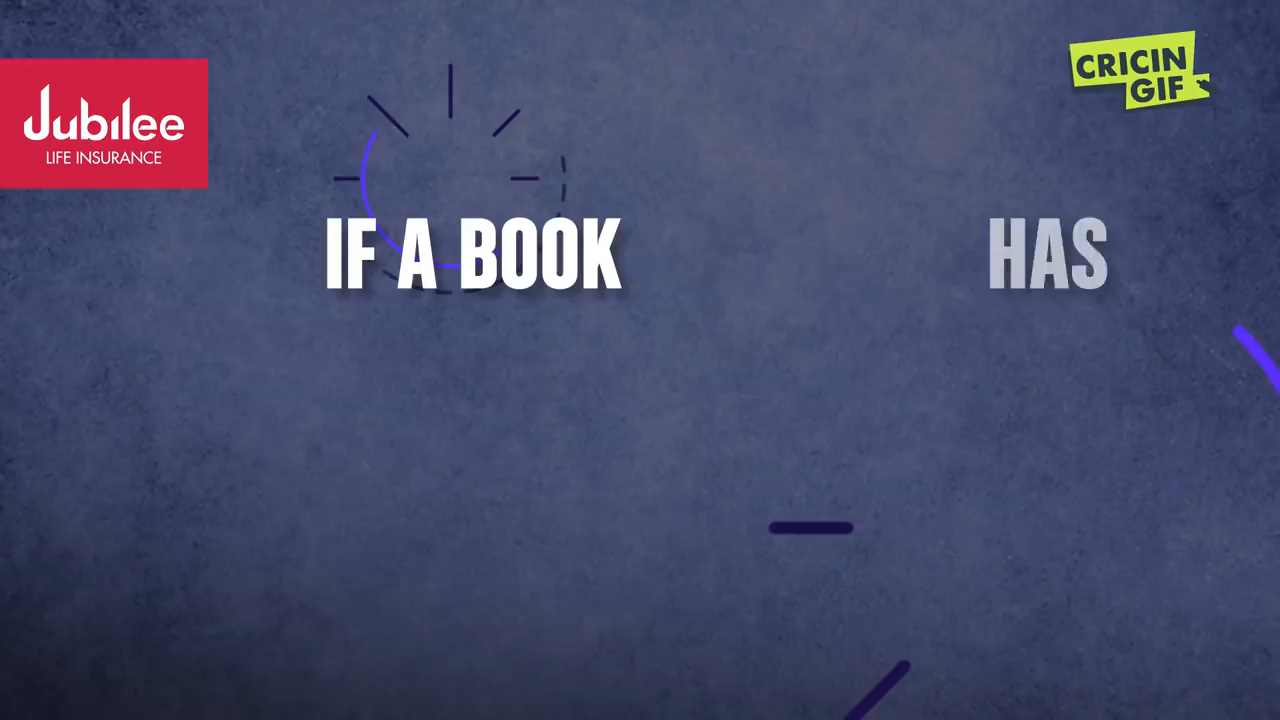 CRICIN
GIF
Jubilee
LIFE INSURANCE
IF A BOOK HAS